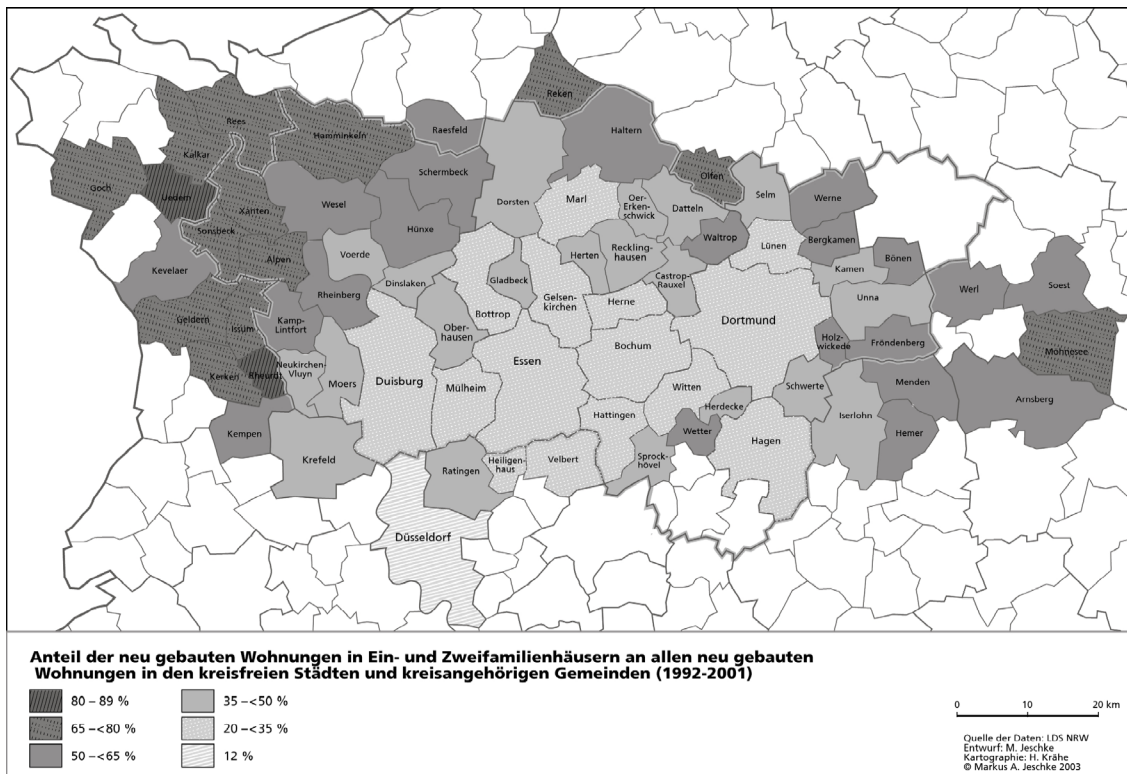 Reken
Rees
Hamminkeln
Raesfeld
Haltern
Kalkar
Schermbeck
Olfen
Goch
Uedem
Xanten
Wesel
Dorsten
Marl
Oer-
Erken-
schwick
Datteln
Selm
Werne
Sonsbeck
Hünxe
Waltrop
Bergkamen
Lünen
Alpen
Voerde
Herten
Reckling-
hausen
Bönen
Kevelaer
Dinslaken
Gladbeck
Castrop-
Rauxel
Kamen
Rheinberg
Gelsen-
kirchen
Herne
Unna
Werl
Soest
Geldern
Issum
Kamp-
Lintfort
Bottrop
Dortmund
Ober-
hausen
Bochum
Holz-
wickede
Fröndenberg
Möhnesee
Essen
Kerken
Rheurdt
Neukirchen-
Vluyn
Moers
Duisburg
Mülheim
Witten
Schwerte
Menden
Arnsberg
Herdecke
Hattingen
Iserlohn
Kempen
Wetter
Hagen
Hemer
Krefeld
Ratingen
Heiligen-
haus
Velbert
Sprock-
hövel
Düsseldorf
Anteil der neu gebauten Wohnungen in Ein- und Zweifamilienhäusern an allen neu gebauten
Wohnungen in den kreisfreien Städten und kreisangehörigen Gemeinden (1992-2001)
80 – 89 %
65 –<80 %
50 –<65 %
35 –<50 %
20 –<35 %
12 %
0 10 20 km
Quelle der Daten: LDS NRW
Entwurf: M. Jeschke
Kartographie: H. Krähe
© Markus A. Jeschke 2003